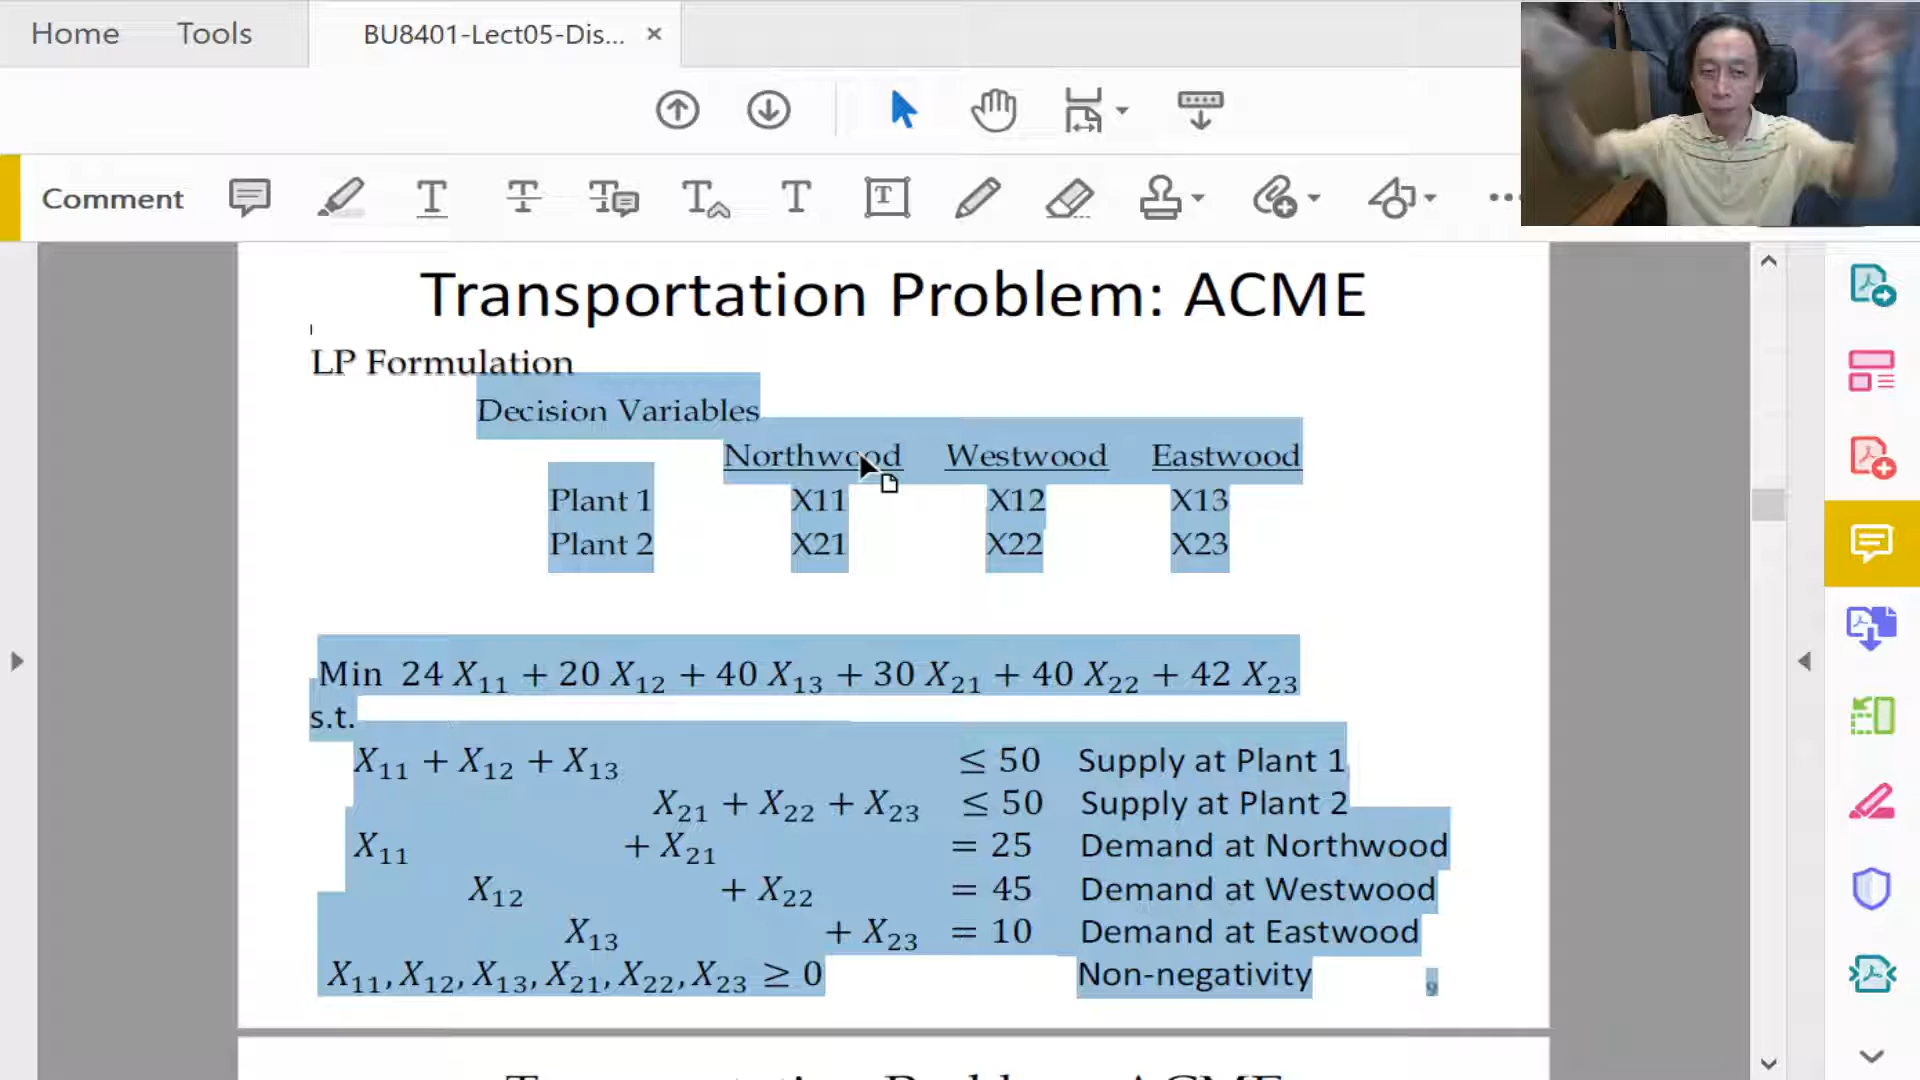 Home Tools BU8401-Lect05-Dis... ×
Comment
Transportation Problem: ACME
LP Formulation
Decision Variables
Northwood Westwood Eastwood
Plant 1 X11 X12 X13
Plant 2 X21 X22 X23
Min 24 X₁₁ + 20 X₁₂ + 40 X₁₃ + 30 X₂₁ + 40 X₂₂ + 42 X₂₃
s.t.
X₁₁ + X₁₂ + X₁₃ ≤ 50 Supply at Plant 1
X₂₁ + X₂₂ + X₂₃ ≤ 50 Supply at Plant 2
X₁₁ + X₂₁ = 25 Demand at Northwood
X₁₂ + X₂₂ = 45 Demand at Westwood
X₁₃ + X₂₃ = 10 Demand at Eastwood
X₁₁, X₁₂, X₁₃, X₂₁, X₂₂, X₂₃ ≥ 0 Non-negativity
9